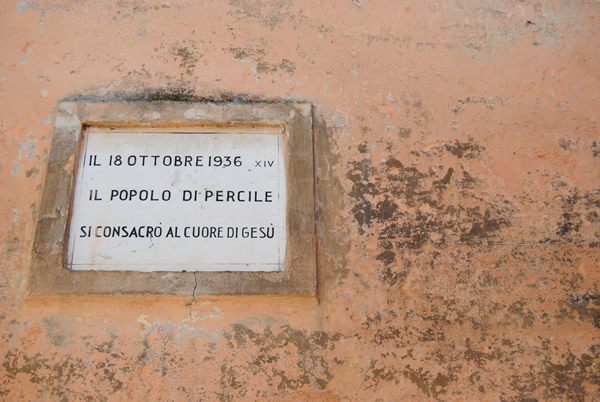 IL 18 OTTOBRE 1936 XIV
IL POPOLO DI PERCILE
SI CONSACRÒ AL CUORE DI GESÙ